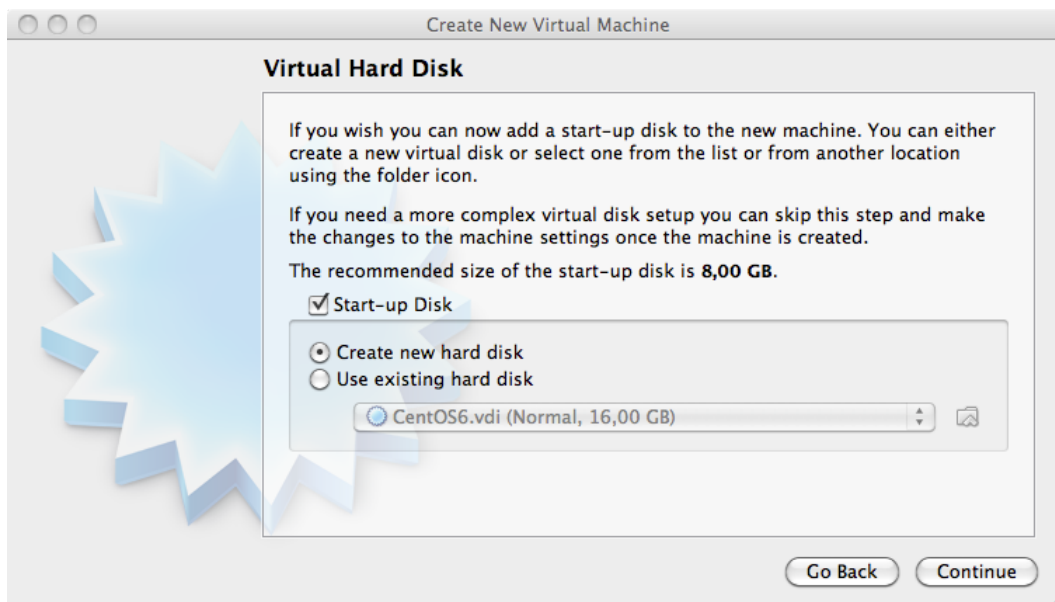 Create New Virtual Machine
Virtual Hard Disk
If you wish you can now add a start-up disk to the new machine. You can either
create a new virtual disk or select one from the list or from another location
using the folder icon.
If you need a more complex virtual disk setup you can skip this step and make
the changes to the machine settings once the machine is created.
The recommended size of the start-up disk is 8,00 GB.
Start-up Disk
Create new hard disk
Use existing hard disk
CentOS6.vdi (Normal, 16,00 GB)
Go Back
Continue